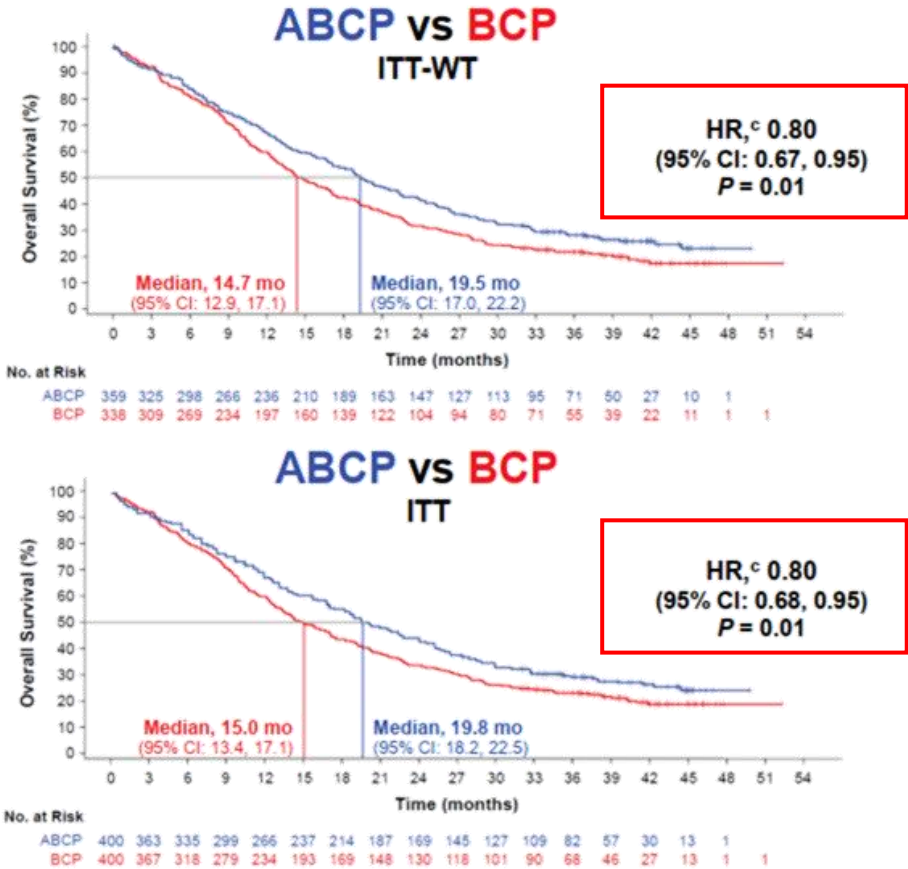 ABCP vs BCP
ITT-WT
Overall Survival (%)
100
90
80
70
60
50
40
30
20
10
0
HR,ᶜ 0.80
(95% CI: 0.67, 0.95)
P = 0.01
Median, 14.7 mo
(95% CI: 12.9, 17.1)
Median, 19.5 mo
(95% CI: 17.0, 22.2)
0 3 6 9 12 15 18 21 24 27 30 33 36 39 42 45 48 51 54
Time (months)
No. at Risk
ABCP 359 325 298 266 236 210 189 163 147 127 113 95 71 50 27 10 1
BCP 338 309 269 234 197 160 139 122 104 94 80 71 55 39 22 11 1 1
ABCP vs BCP
ITT
Overall Survival (%)
100
90
80
70
60
50
40
30
20
10
0
HR,ᶜ 0.80
(95% CI: 0.68, 0.95)
P = 0.01
Median, 15.0 mo
(95% CI: 13.4, 17.1)
Median, 19.8 mo
(95% CI: 18.2, 22.5)
0 3 6 9 12 15 18 21 24 27 30 33 36 39 42 45 48 51 54
Time (months)
No. at Risk
ABCP 400 363 335 299 266 237 214 187 169 145 127 109 82 57 30 13 1
BCP 400 367 318 279 234 193 169 148 130 118 101 90 68 46 27 13 1 1